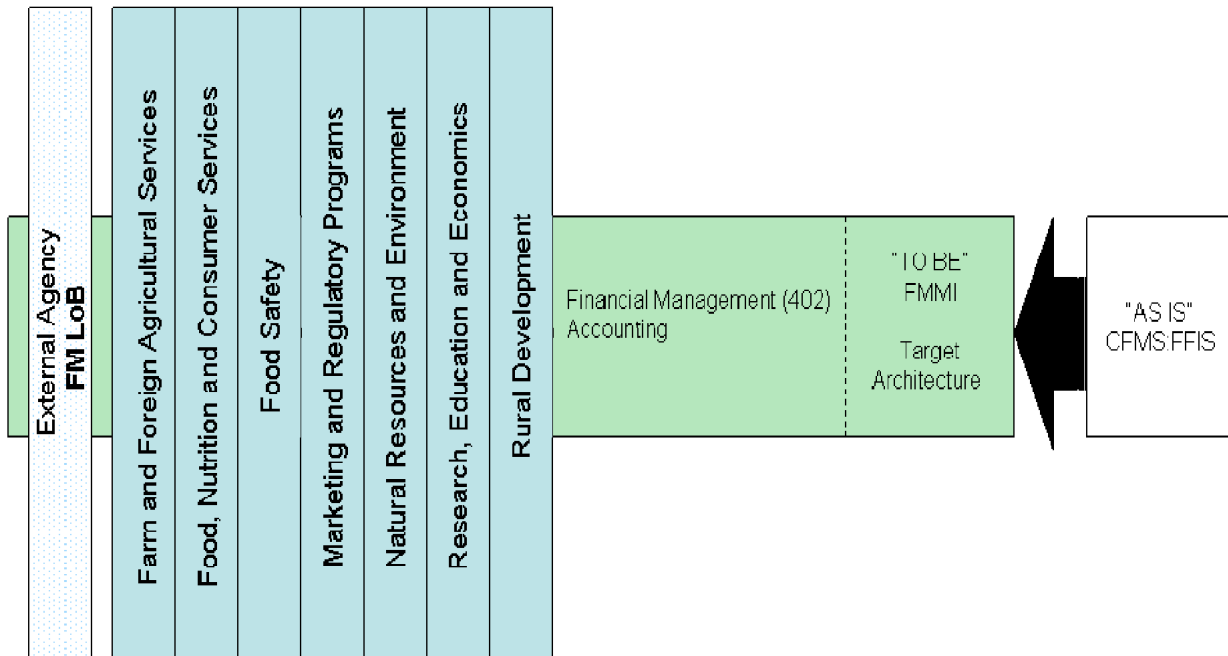 External Agency
FM LoB
Farm and Foreign Agricultural Services
Food, Nutrition and Consumer Services
Food Safety
Marketing and Regulatory Programs
Natural Resources and Environment
Research, Education and Economics
Rural Development
Financial Management (402)
Accounting
"TO BE"
FMMI
Target
Architecture
"AS IS"
CFMS:FFIS